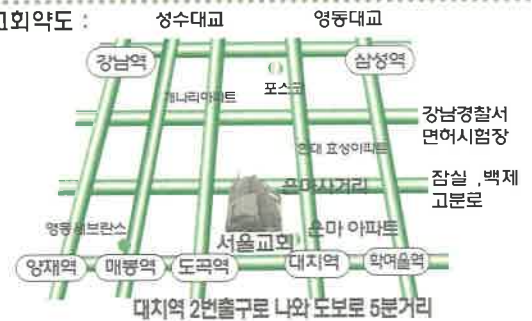 교회약도 :
성수대교
영동대교
강남역
삼성역
포스코
개나리아파트
강남경찰서
면허시험장
현대 효성아파트
은마사거리
잠실 ,백제
고분로
영동세브란스
서울교회
은마 아파트
양재역
매봉역
도곡역
대치역
학여울역
대치역 2번출구로 나와 도보로 5분거리